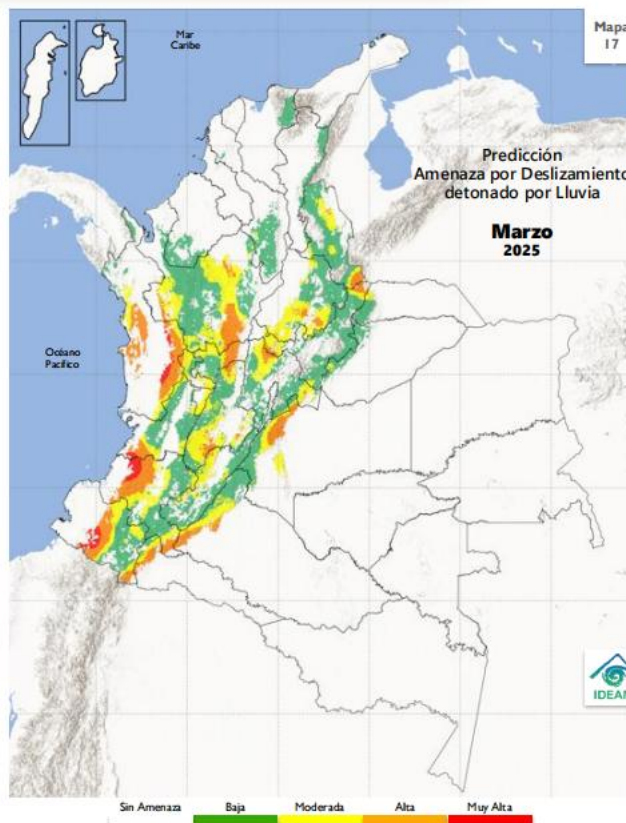 Mar
Caribe
Mapa
17
Predicción
Amenaza por Deslizamiento
detonado por Lluvia
Marzo
2025
Océano
Pacífico
IDEAM
Sin Amenaza Baja Moderada Alta Muy Alta